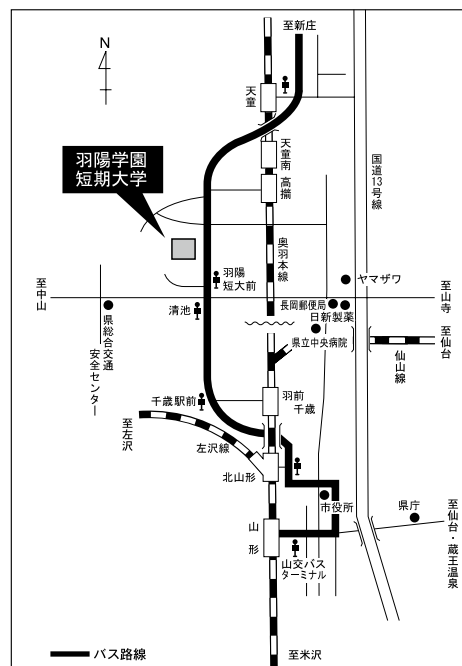 至新庄
N
天童
羽陽学園
短期大学
天童南
高擶
国道13号線
奥羽本線
羽陽
短大前
ヤマザワ
至中山
長岡郵便局
至山寺
清池
日新製薬
県総合交通
安全センター
県立中央病院
至仙台
仙山線
千歳駅前
羽前
千歳
至左沢
左沢線
北山形
市役所
県庁
至仙台・蔵王温泉
山形
山交バス
ターミナル
バス路線
至米沢